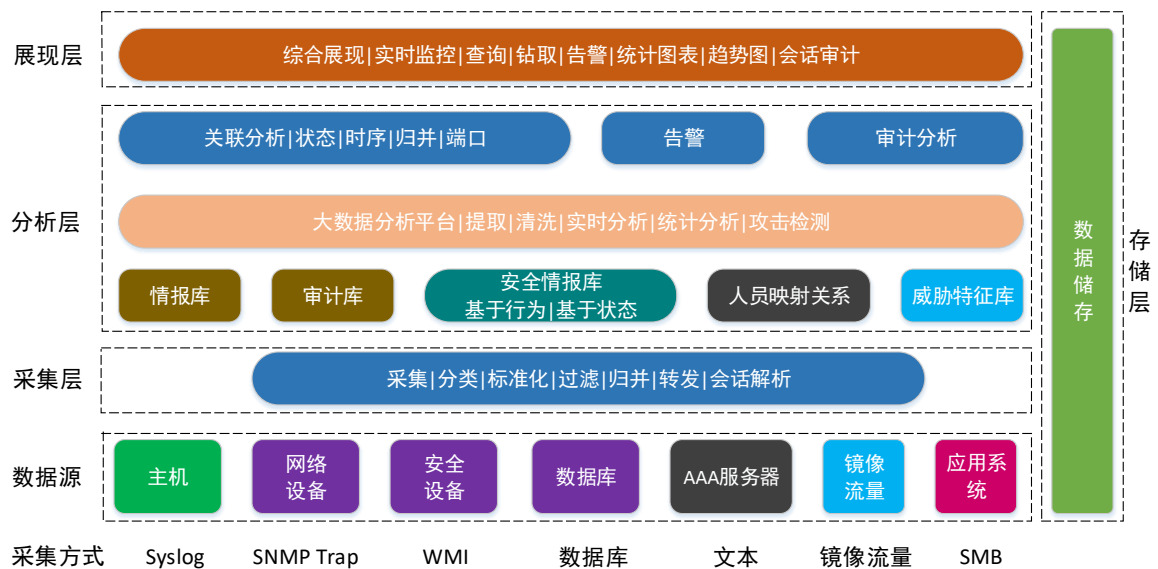 展现层
综合展现|实时监控|查询|钻取|告警|统计图表|趋势图|会话审计
分析层
关联分析|状态|时序|归并|端口
告警
审计分析
大数据分析平台|提取|清洗|实时分析|统计分析|攻击检测
情报库
审计库
安全情报库
基于行为|基于状态
人员映射关系
威胁特征库
采集层
采集|分类|标准化|过滤|归并|转发|会话解析
数据源
主机
网络
设备
安全
设备
数据库
AAA服务器
镜像
流量
应用系
统
采集方式
Syslog
SNMP Trap
WMI
数据库
文本
镜像流量
SMB
数据储存
存储层